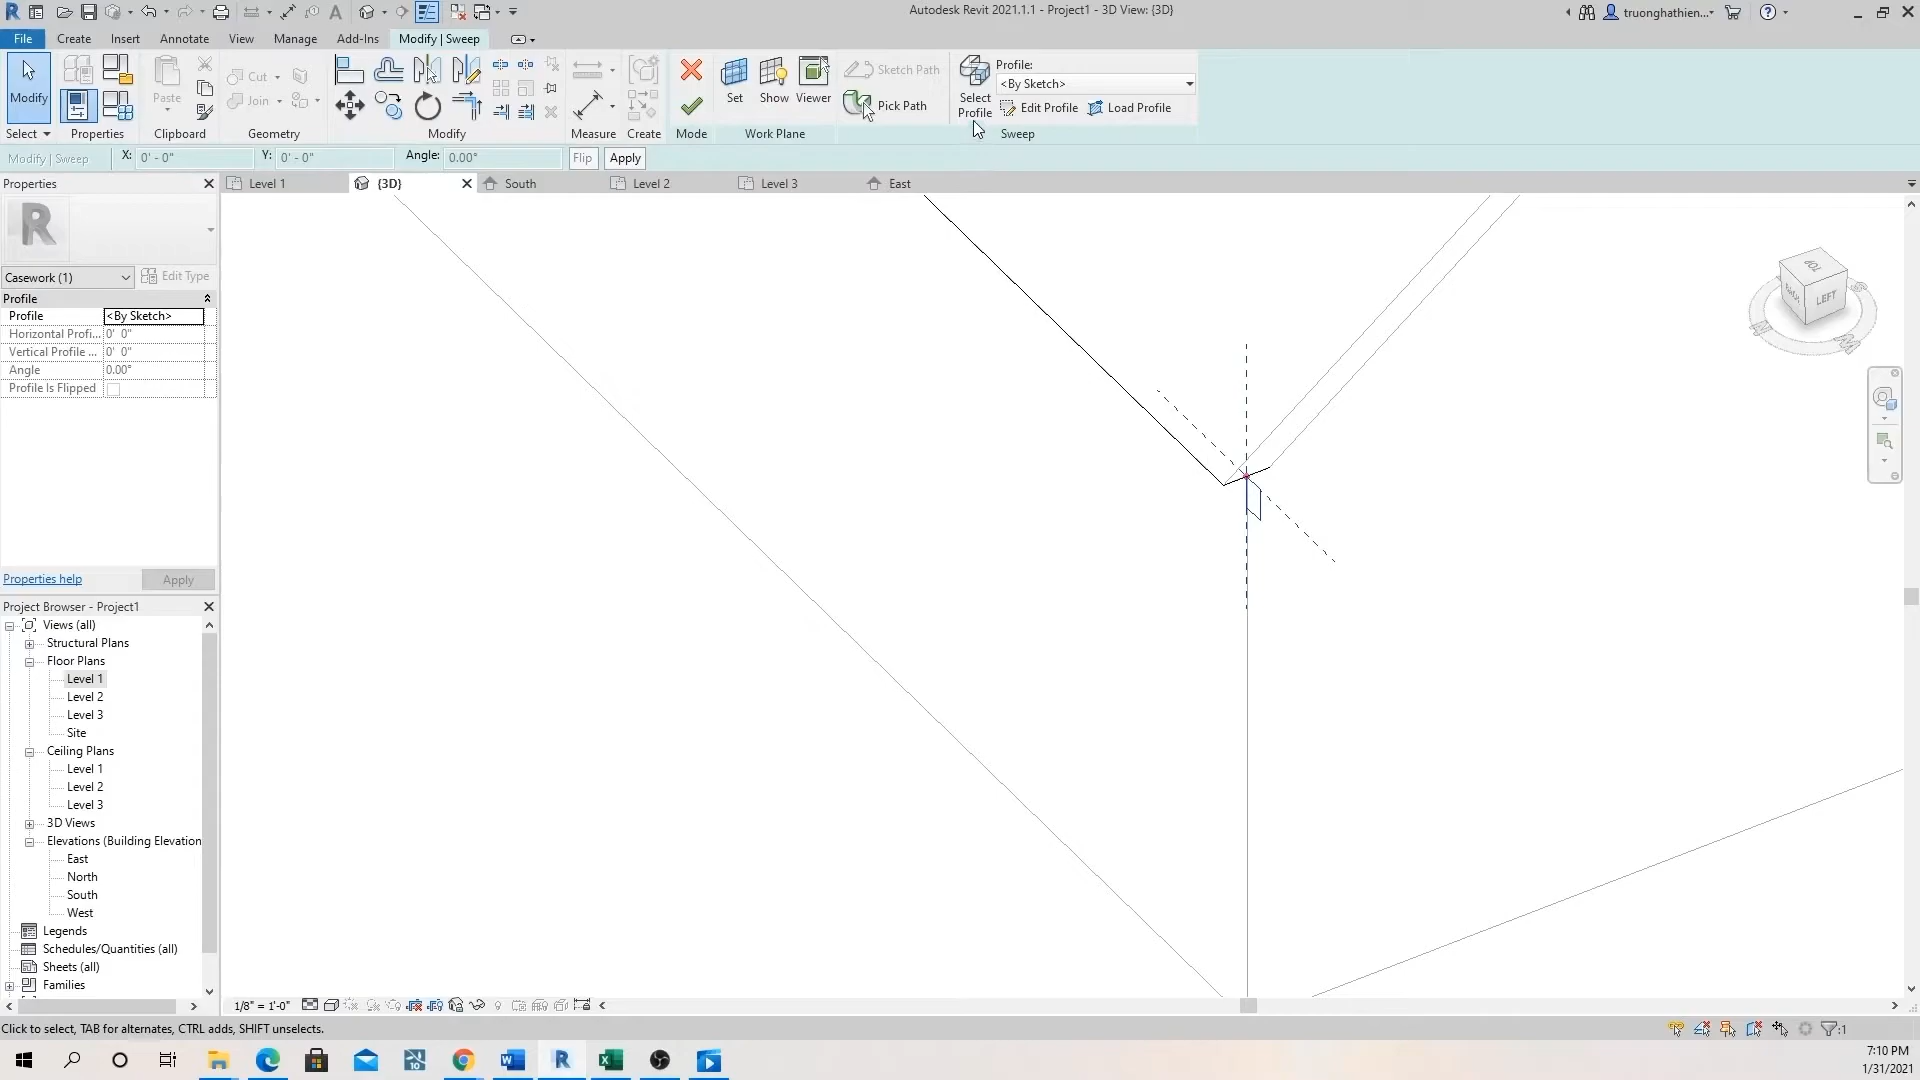 Autodesk Revit 2021.1.1 - Project1 - 3D View: {3D}
truonghathien...
File Create Insert Architecture Annotate View Manage Add-Ins Modify | Sweep
Modify
Paste
Cut
Join
Set Show Viewer
Sketch Path
Pick Path
Select Profile
Profile:
<By Sketch>
Edit Profile Load Profile
Select Properties Clipboard Geometry Modify Measure Create Mode Work Plane Sweep
Modify | Sweep X: 0' - 0" Y: 0' - 0" Angle: 0.00° Flip Apply
Properties
Level 1 {3D} South Level 2 Level 3 East
R
Casework (1) Edit Type
Profile
Profile <By Sketch>
Horizontal Profi... 0' 0"
Vertical Profile ... 0' 0"
Angle 0.00°
Profile Is Flipped
Properties help Apply
Project Browser - Project1
Views (all)
Structural Plans
Floor Plans
Level 1
Level 2
Level 3
Site
Ceiling Plans
Level 1
Level 2
Level 3
3D Views
Elevations (Building Elevation
East
North
South
West
Legends
Schedules/Quantities (all)
Sheets (all)
Families
TOP
BACK
LEFT
1/8" = 1'-0"
Click to select, TAB for alternates, CTRL adds, SHIFT unselects.
:1
7:10 PM
1/31/2021